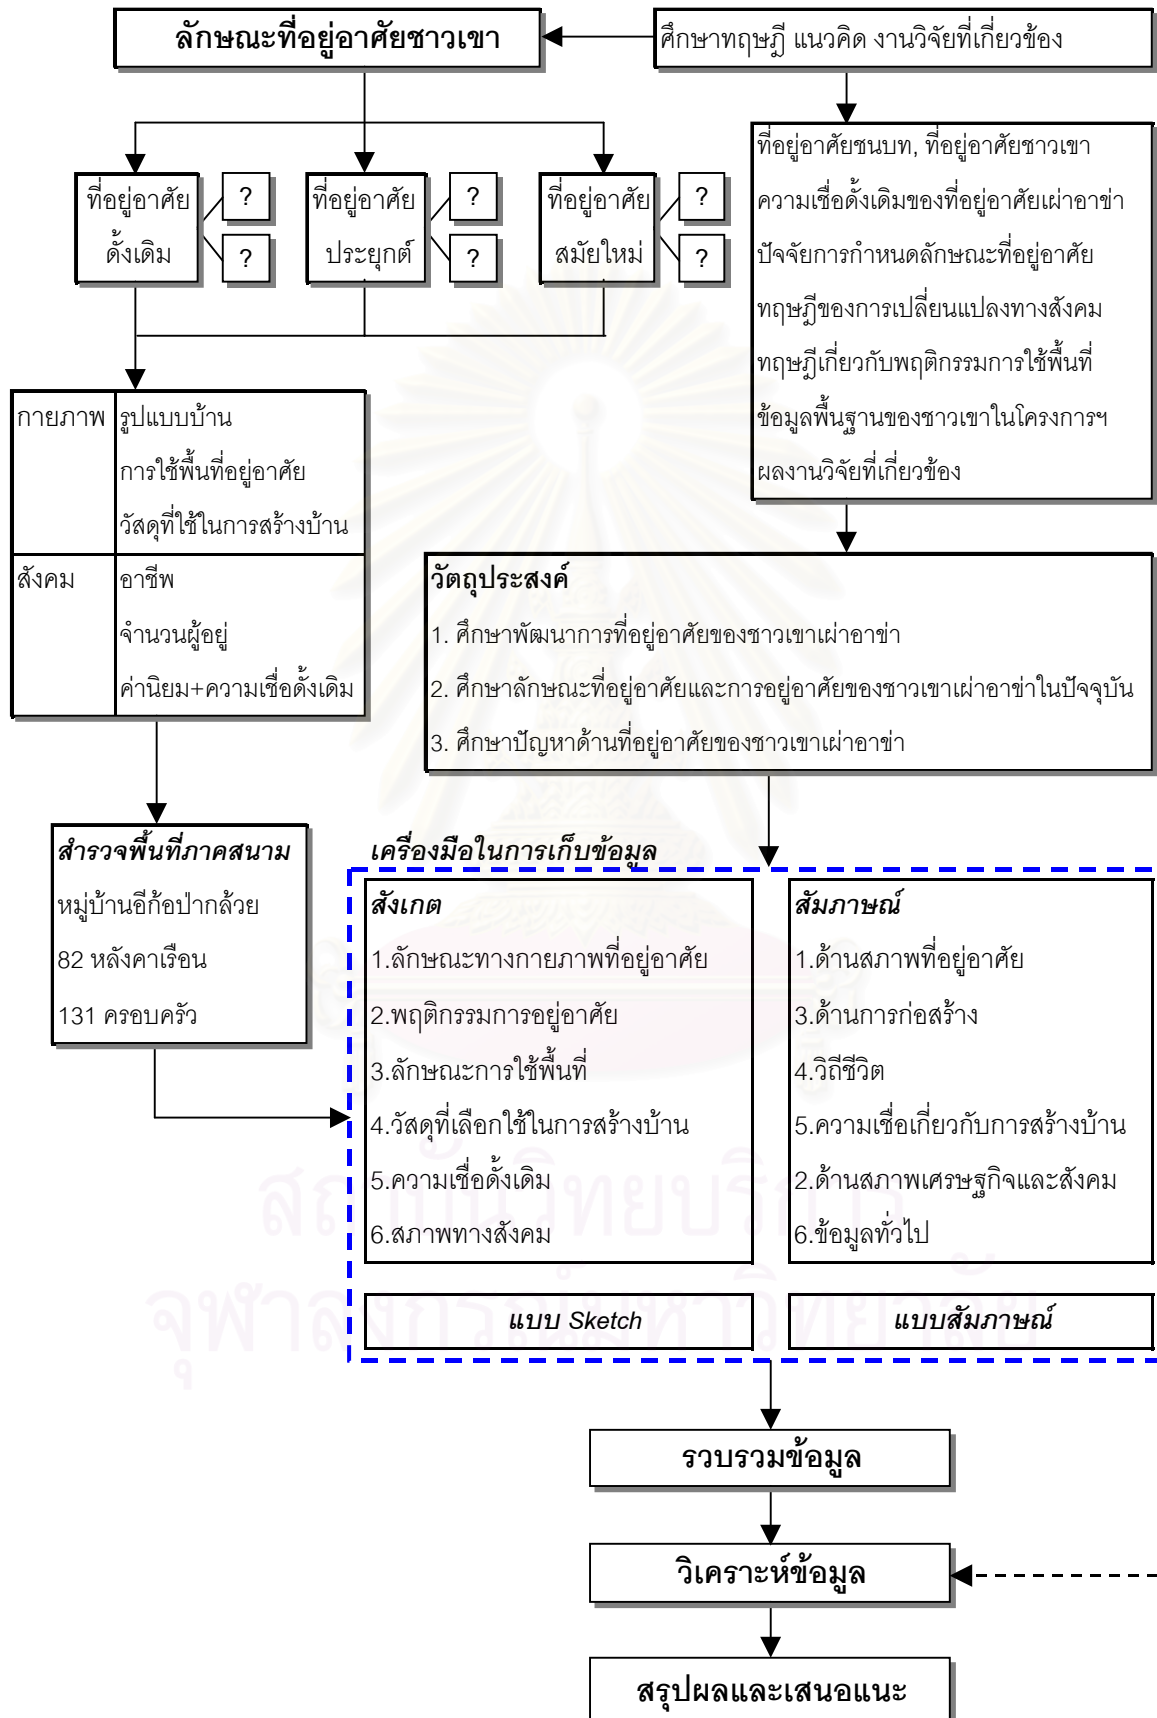 ลักษณะที่อยู่อาศัยชาวเขา
ศึกษาทฤษฎี แนวคิด งานวิจัยที่เกี่ยวข้อง
ที่อยู่อาศัย
ดั้งเดิม
?
?
ที่อยู่อาศัย
ประยุกต์
?
?
ที่อยู่อาศัย
สมัยใหม่
?
?
ที่อยู่อาศัยชนบท, ที่อยู่อาศัยชาวเขา
ความเชื่อดั้งเดิมของที่อยู่อาศัยเผ่าอาข่า
ปัจจัยการกำหนดลักษณะที่อยู่อาศัย
ทฤษฎีของการเปลี่ยนแปลงทางสังคม
ทฤษฎีเกี่ยวกับพฤติกรรมการใช้พื้นที่
ข้อมูลพื้นฐานของชาวเขาในโครงการฯ
ผลงานวิจัยที่เกี่ยวข้อง
กายภาพ
รูปแบบบ้าน
การใช้พื้นที่อยู่อาศัย
วัสดุที่ใช้ในการสร้างบ้าน
สังคม
อาชีพ
จำนวนผู้อยู่
ค่านิยม+ความเชื่อดั้งเดิม
วัตถุประสงค์
1. ศึกษาพัฒนาการที่อยู่อาศัยของชาวเขาเผ่าอาข่า
2. ศึกษาลักษณะที่อยู่อาศัยและการอยู่อาศัยของชาวเขาเผ่าอาข่าในปัจจุบัน
3. ศึกษาปัญหาด้านที่อยู่อาศัยของชาวเขาเผ่าอาข่า
สำรวจพื้นที่ภาคสนาม
หมู่บ้านอีก้อป่ากล้วย
82 หลังคาเรือน
131 ครอบครัว
เครื่องมือในการเก็บข้อมูล
สังเกต
1.ลักษณะทางกายภาพที่อยู่อาศัย
2.พฤติกรรมการอยู่อาศัย
3.ลักษณะการใช้พื้นที่
4.วัสดุที่เลือกใช้ในการสร้างบ้าน
5.ความเชื่อดั้งเดิม
6.สภาพทางสังคม
สัมภาษณ์
1.ด้านสภาพที่อยู่อาศัย
3.ด้านการก่อสร้าง
4.วิถีชีวิต
5.ความเชื่อเกี่ยวกับการสร้างบ้าน
2.ด้านสภาพเศรษฐกิจและสังคม
6.ข้อมูลทั่วไป
แบบ Sketch
แบบสัมภาษณ์
สถาบันวิทยบริการ
จุฬาลงกรณ์มหาวิทยาลัย
รวบรวมข้อมูล
วิเคราะห์ข้อมูล
สรุปผลและเสนอแนะ